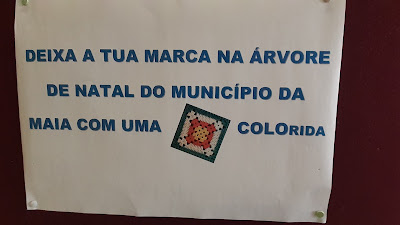 DEIXA A TUA MARCA NA ÁRVORE
DE NATAL DO MUNICÍPIO DA
MAIA COM UMA COLORIDA